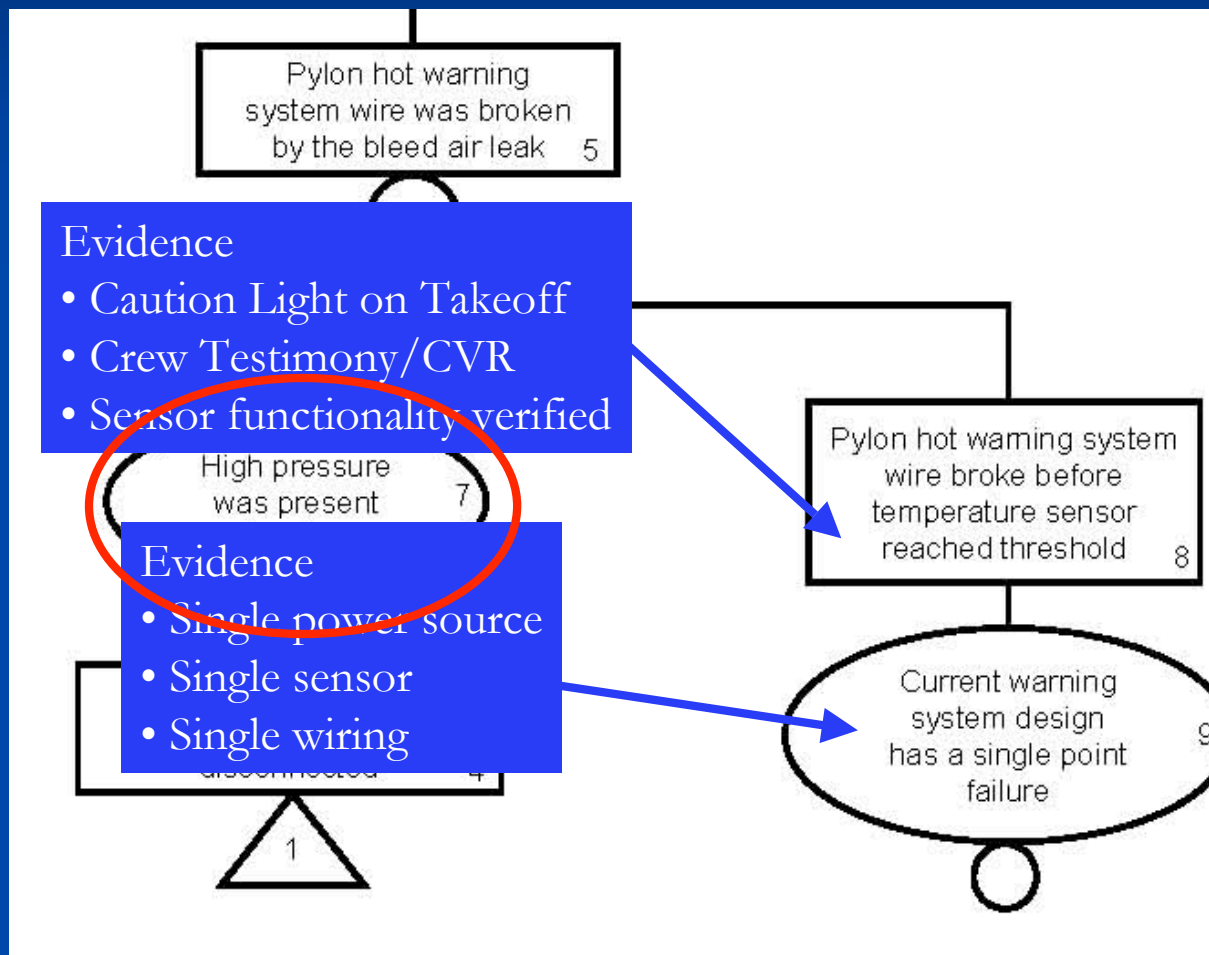 Pylon hot warning
system wire was broken
by the bleed air leak 5
Evidence
• Caution Light on Takeoff
• Crew Testimony/CVR
• Sensor functionality verified
High pressure
was present 7
Evidence
• Single power source
• Single sensor
• Single wiring
disconnected 4
1
Pylon hot warning system
wire broke before
temperature sensor
reached threshold 8
Current warning
system design 9
has a single point
failure